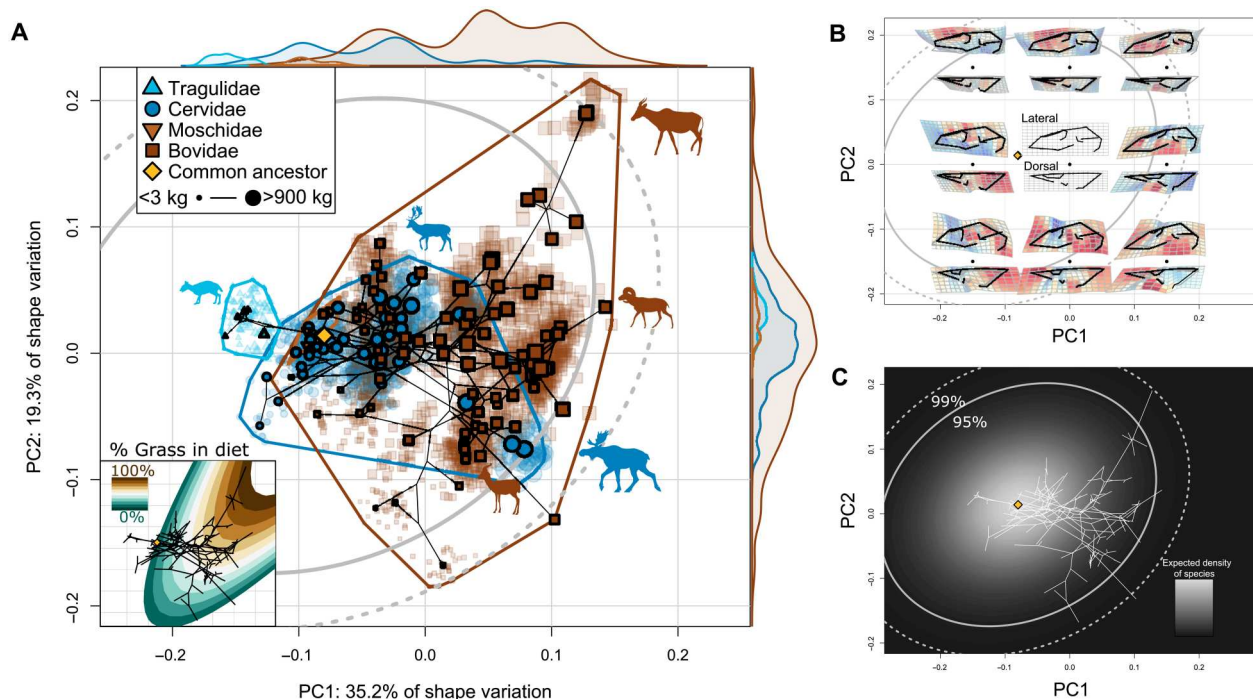 A
Tragulidae
Cervidae
Moschidae
Bovidae
Common ancestor
<3 kg
>900 kg
% Grass in diet
100%
0%
PC2: 19.3% of shape variation
0.2
0.1
0.0
−0.1
−0.2
−0.2
−0.1
0.0
0.1
0.2
PC1: 35.2% of shape variation
B
PC2
0.2
0.1
0.0
-0.1
-0.2
Lateral
Dorsal
-0.2
-0.1
0.0
0.1
0.2
PC1
C
99%
95%
PC2
0.2
0.1
0.0
-0.1
-0.2
Expected density
of species
-0.2
-0.1
0.0
0.1
0.2
PC1